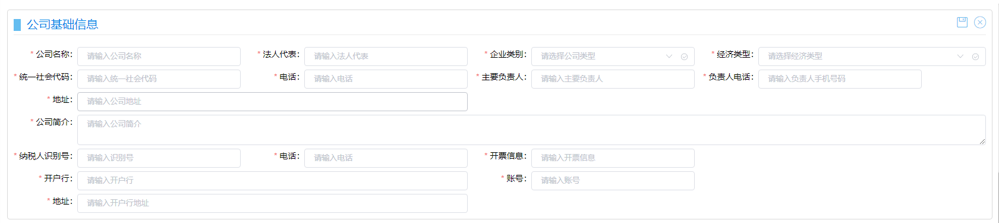 公司基础信息
* 公司名称： 请输入公司名称 * 法人代表： 请输入法人代表 * 企业类别： 请选择公司类型 * 经济类型： 请选择经济类型
* 统一社会代码： 请输入统一社会代码 * 电话： 请输入电话 * 主要负责人： 请输入主要负责人 * 负责人电话： 请输入负责人手机号码
* 地址： 请输入公司地址
* 公司简介： 请输入公司简介
* 纳税人识别号： 请输入识别号 * 电话： 请输入电话 * 开票信息： 请输入开票信息
* 开户行： 请输入开户行 * 账号： 请输入账号
* 地址： 请输入开户行地址